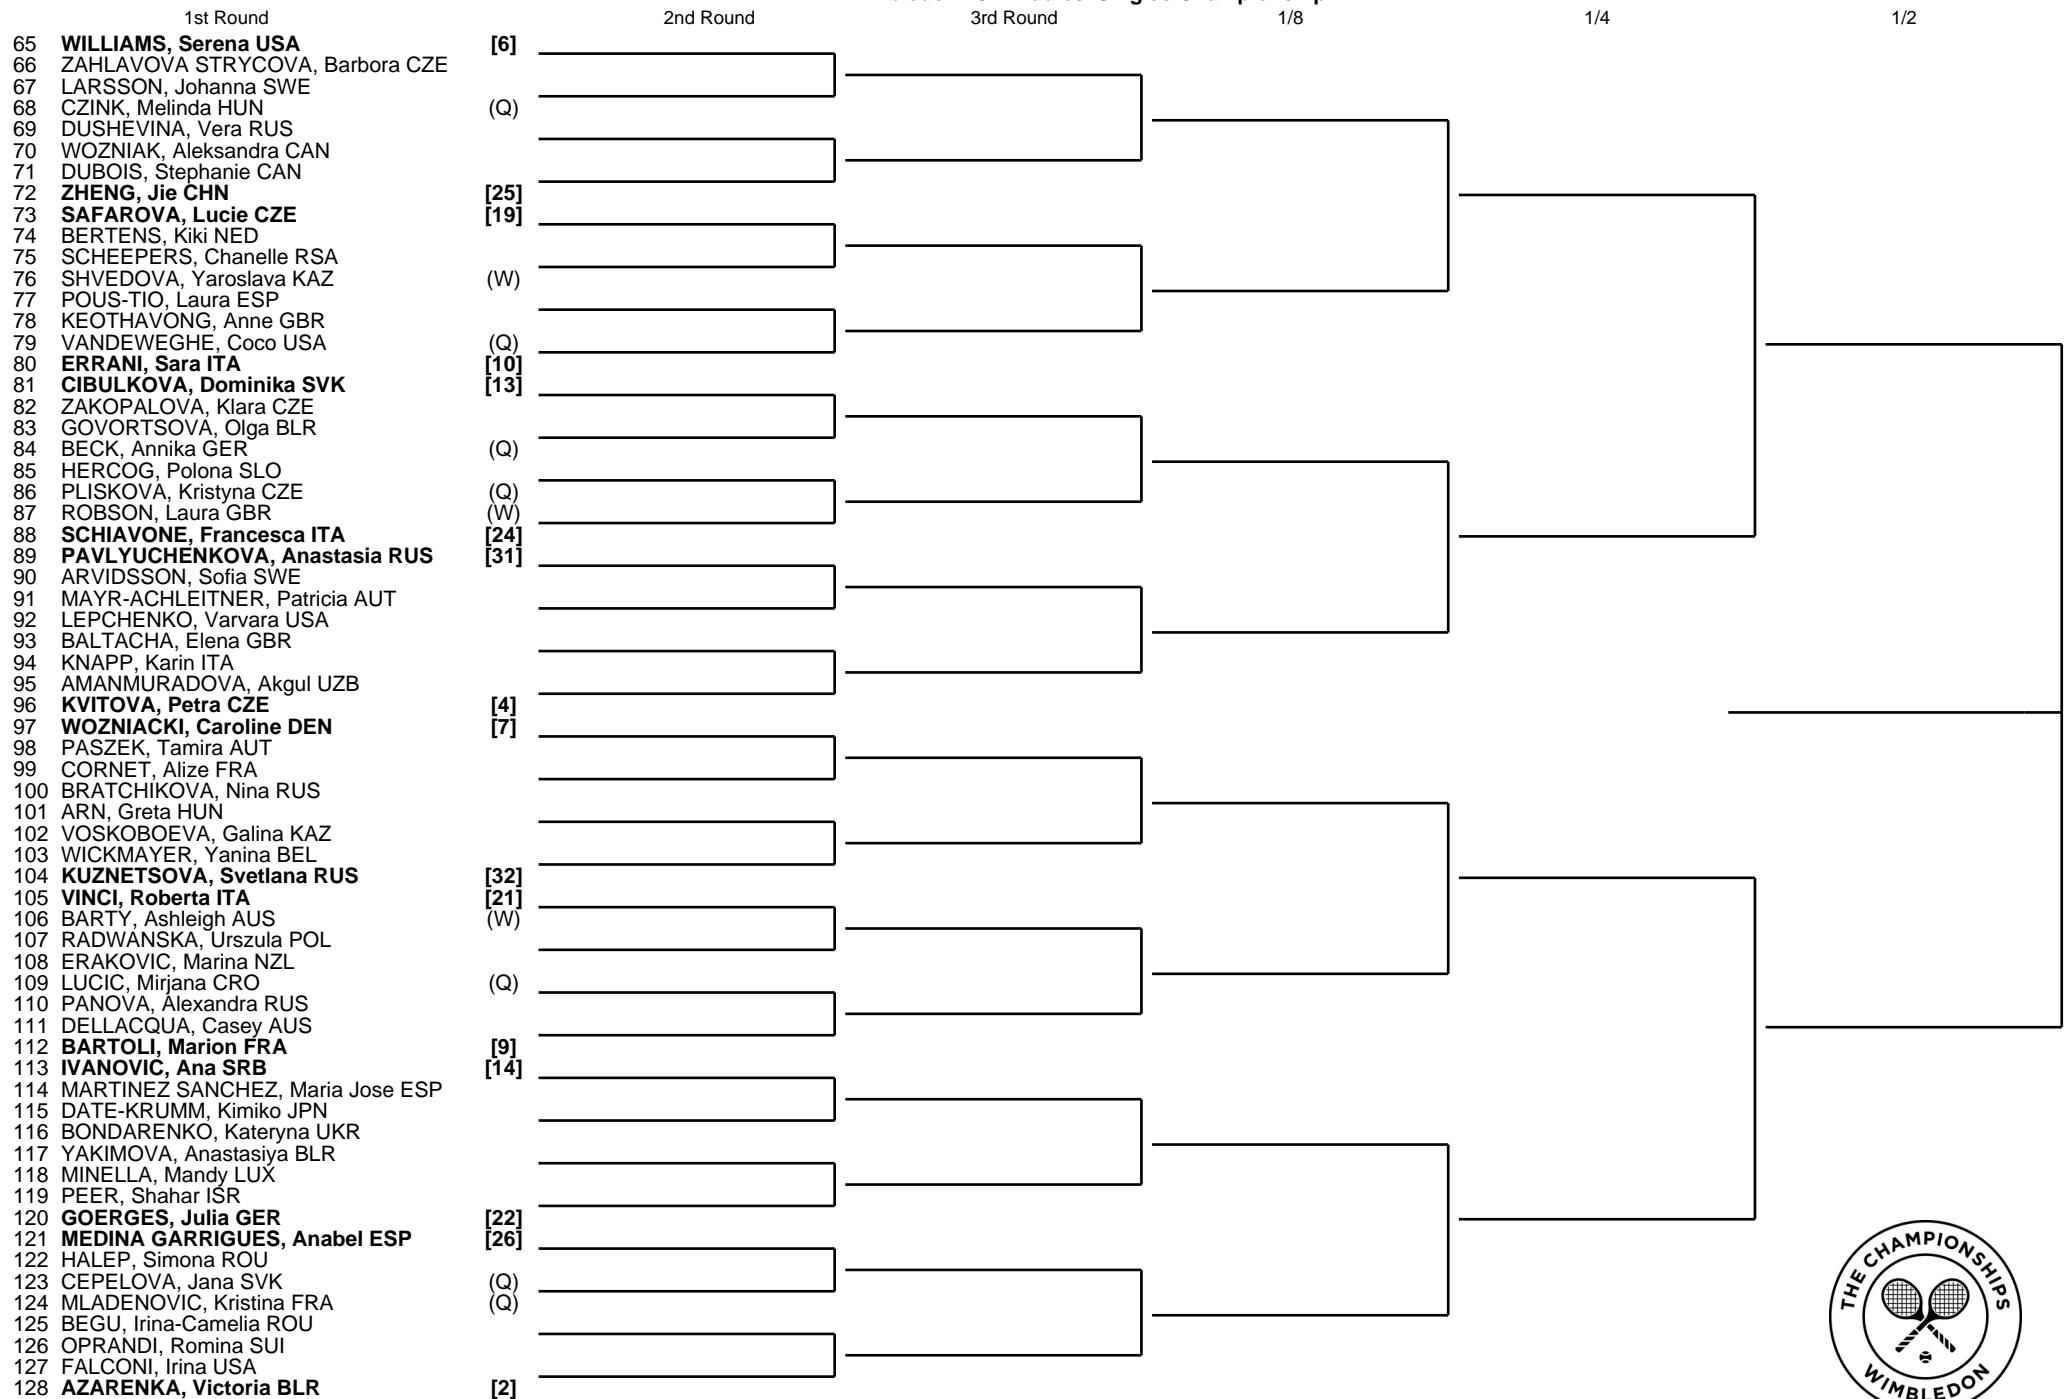 1st Round 2nd Round 3rd Round 1/8 1/4 1/2
65 WILLIAMS, Serena USA [6]
66 ZAHLAVOVA STRYCOVA, Barbora CZE
67 LARSSON, Johanna SWE
68 CZINK, Melinda HUN (Q)
69 DUSHEVINA, Vera RUS
70 WOZNIAK, Aleksandra CAN
71 DUBOIS, Stephanie CAN
72 ZHENG, Jie CHN [25]
73 SAFAROVA, Lucie CZE [19]
74 BERTENS, Kiki NED
75 SCHEEPERS, Chanelle RSA
76 SHVEDOVA, Yaroslava KAZ (W)
77 POUS-TIO, Laura ESP
78 KEOTHAVONG, Anne GBR
79 VANDEWEGHE, Coco USA (Q)
80 ERRANI, Sara ITA [10]
81 CIBULKOVA, Dominika SVK [13]
82 ZAKOPALOVA, Klara CZE
83 GOVORTSOVA, Olga BLR
84 BECK, Annika GER (Q)
85 HERCOG, Polona SLO
86 PLISKOVA, Kristyna CZE (Q)
87 ROBSON, Laura GBR (W)
88 SCHIAVONE, Francesca ITA [24]
89 PAVLYUCHENKOVA, Anastasia RUS [31]
90 ARVIDSSON, Sofia SWE
91 MAYR-ACHLEITNER, Patricia AUT
92 LEPCHENKO, Varvara USA
93 BALTACHA, Elena GBR
94 KNAPP, Karin ITA
95 AMANMURADOVA, Akgul UZB
96 KVITOVA, Petra CZE [4]
97 WOZNIACKI, Caroline DEN [7]
98 PASZEK, Tamira AUT
99 CORNET, Alize FRA
100 BRATCHIKOVA, Nina RUS
101 ARN, Greta HUN
102 VOSKOBOEVA, Galina KAZ
103 WICKMAYER, Yanina BEL
104 KUZNETSOVA, Svetlana RUS [32]
105 VINCI, Roberta ITA [21]
106 BARTY, Ashleigh AUS (W)
107 RADWANSKA, Urszula POL
108 ERAKOVIC, Marina NZL
109 LUCIC, Mirjana CRO (Q)
110 PANOVA, Alexandra RUS
111 DELLACQUA, Casey AUS
112 BARTOLI, Marion FRA [9]
113 IVANOVIC, Ana SRB [14]
114 MARTINEZ SANCHEZ, Maria Jose ESP
115 DATE-KRUMM, Kimiko JPN
116 BONDARENKO, Kateryna UKR
117 YAKIMOVA, Anastasiya BLR
118 MINELLA, Mandy LUX
119 PEER, Shahar ISR
120 GOERGES, Julia GER [22]
121 MEDINA GARRIGUES, Anabel ESP [26]
122 HALEP, Simona ROU
123 CEPELOVA, Jana SVK (Q)
124 MLADENOVIC, Kristina FRA (Q)
125 BEGU, Irina-Camelia ROU
126 OPRANDI, Romina SUI
127 FALCONI, Irina USA
128 AZARENKA, Victoria BLR [2]
THE CHAMPIONSHIPS
WIMBLEDON